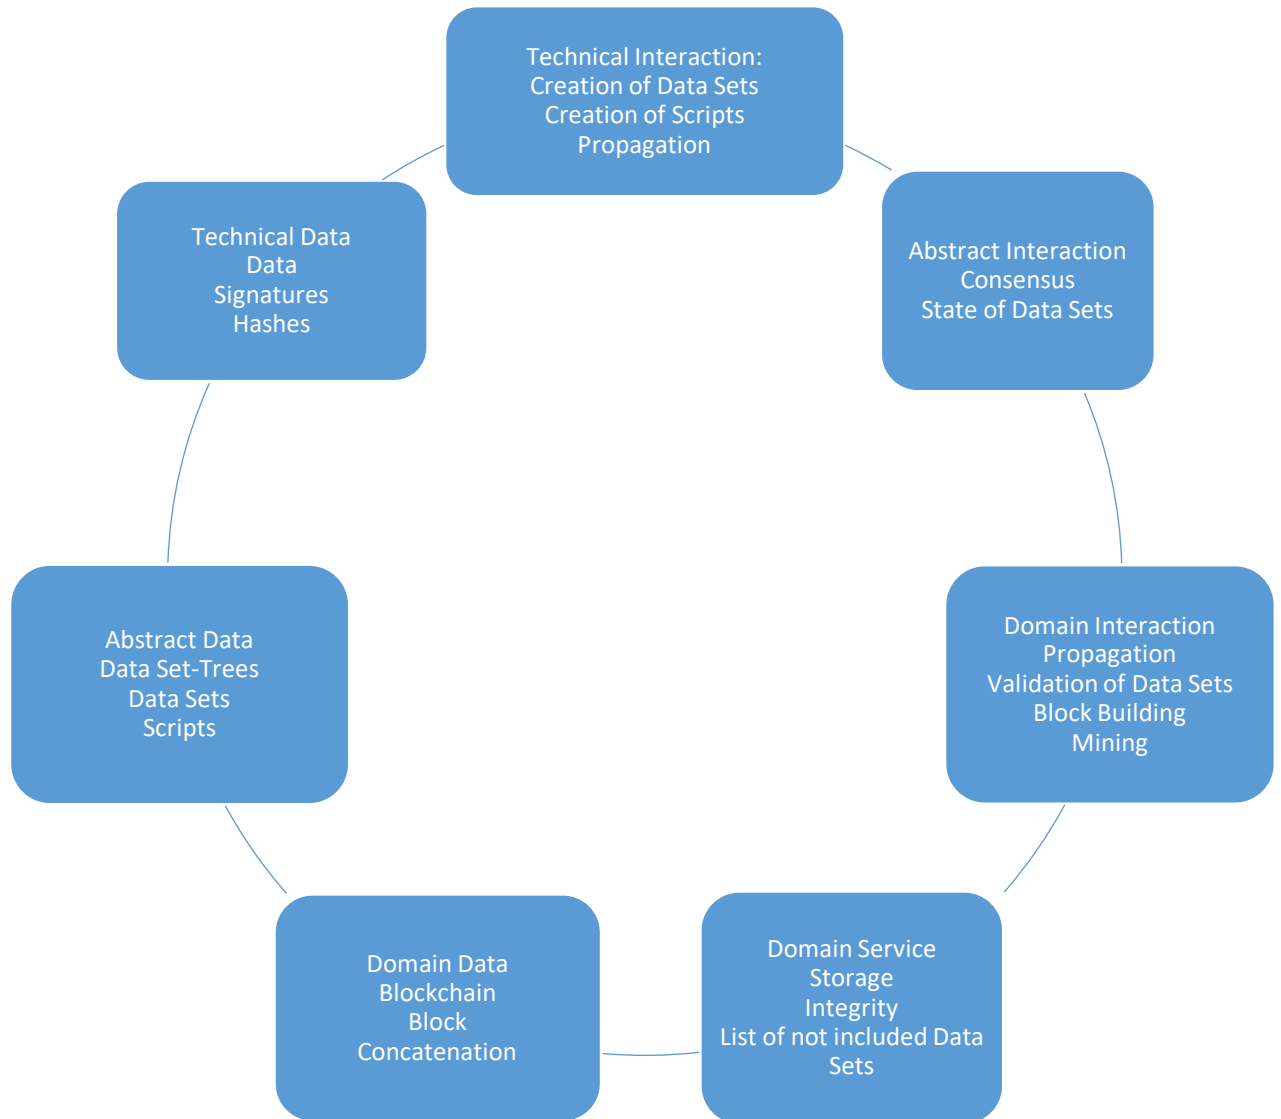 Technical Interaction:
Creation of Data Sets
Creation of Scripts
Propagation
Abstract Interaction
Consensus
State of Data Sets
Domain Interaction
Propagation
Validation of Data Sets
Block Building
Mining
Domain Service
Storage
Integrity
List of not included Data
Sets
Domain Data
Blockchain
Block
Concatenation
Abstract Data
Data Set-Trees
Data Sets
Scripts
Technical Data
Data
Signatures
Hashes